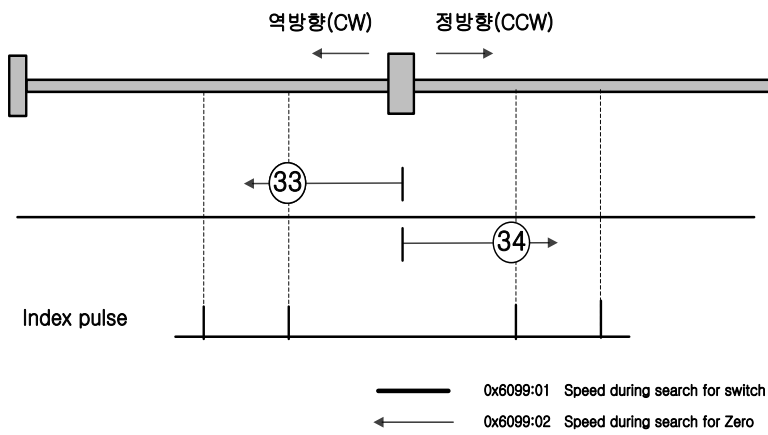 역방향(CW) 정방향(CCW)
33
34
Index pulse
0x6099:01 Speed during search for switch
0x6099:02 Speed during search for Zero